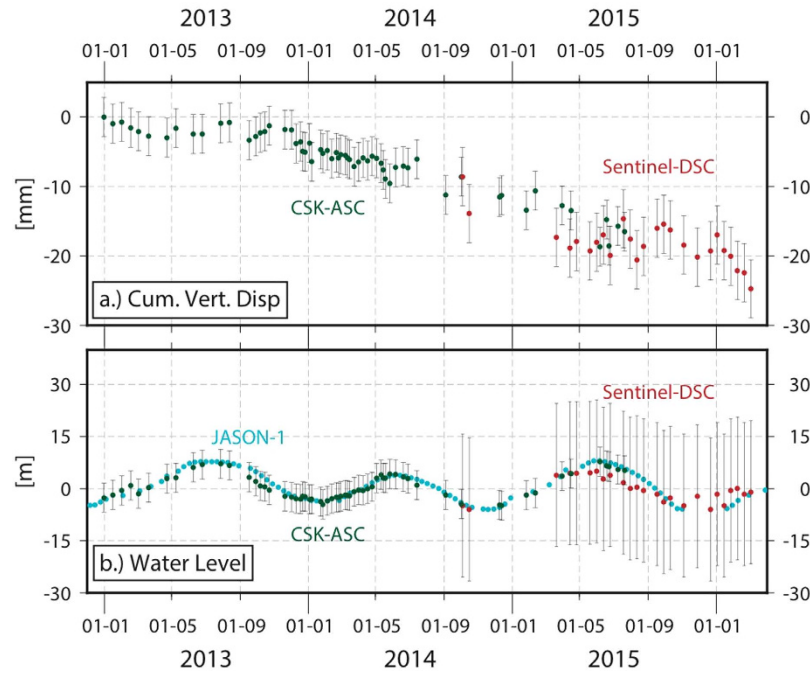 2013 2014 2015
01-01 01-05 01-09 01-01 01-05 01-09 01-01 01-05 01-09 01-01
0 0
-10 -10
-20 -20
-30 -30
[mm]
Sentinel-DSC
CSK-ASC
a.) Cum. Vert. Disp
30 30
15 15
0 0
-15 -15
-30 -30
[m]
Sentinel-DSC
JASON-1
CSK-ASC
b.) Water Level
01-01 01-05 01-09 01-01 01-05 01-09 01-01 01-05 01-09 01-01
2013 2014 2015